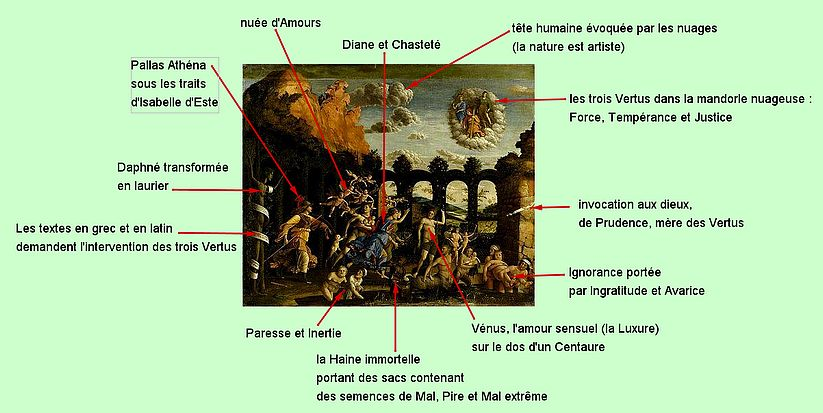 nuée d'Amours
tête humaine évoquée par les nuages
(la nature est artiste)
Diane et Chasteté
Pallas Athéna
sous les traits
d'Isabelle d'Este
les trois Vertus dans la mandorle nuageuse :
Force, Tempérance et Justice
Daphné transformée
en laurier
invocation aux dieux,
de Prudence, mère des Vertus
Les textes en grec et en latin
demandent l'intervention des trois Vertus
Ignorance portée
par Ingratitude et Avarice
Paresse et Inertie
Vénus, l'amour sensuel (la Luxure)
sur le dos d'un Centaure
la Haine immortelle
portant des sacs contenant
des semences de Mal, Pire et Mal extrême